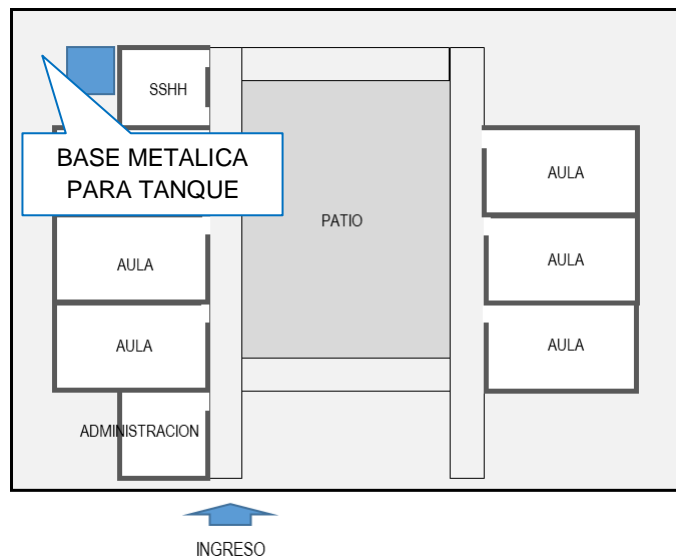 SSHH
BASE METALICA
PARA TANQUE
AULA
PATIO
AULA
AULA
AULA
AULA
ADMINISTRACION
INGRESO